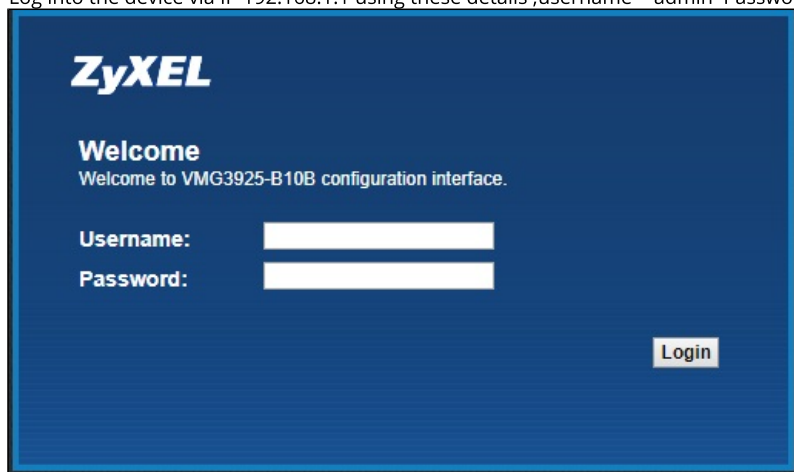 Log into the device via IP 192.168.1.1 using these details ,username admin
ZyXEL
Welcome
Welcome to VMG3925-B10B configuration interface.
Username:
Password:
Login